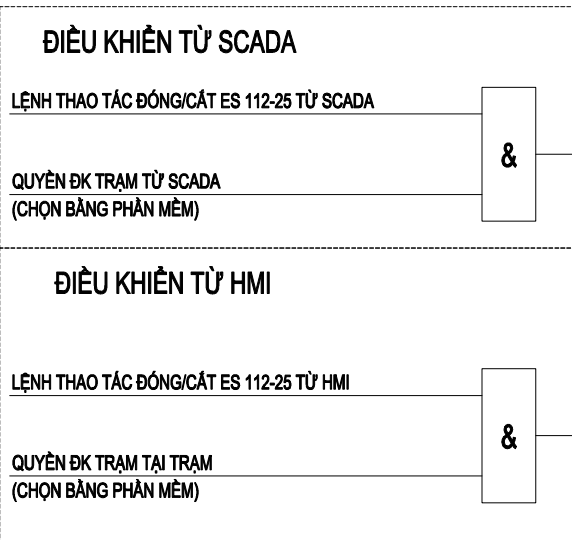 ĐIỀU KHIỂN TỪ SCADA
LỆNH THAO TÁC ĐÓNG/CẮT ES 112-25 TỪ SCADA
&
QUYỀN ĐK TRẠM TỪ SCADA
(CHỌN BẰNG PHẦN MỀM)
ĐIỀU KHIỂN TỪ HMI
LỆNH THAO TÁC ĐÓNG/CẮT ES 112-25 TỪ HMI
&
QUYỀN ĐK TRẠM TẠI TRẠM
(CHỌN BẰNG PHẦN MỀM)